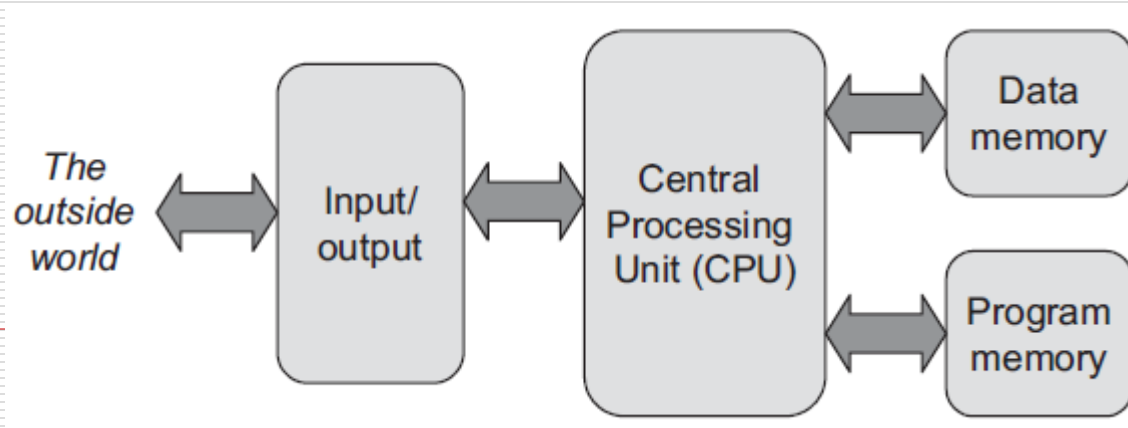 The
outside
world
Input/
output
Central
Processing
Unit (CPU)
Data
memory
Program
memory